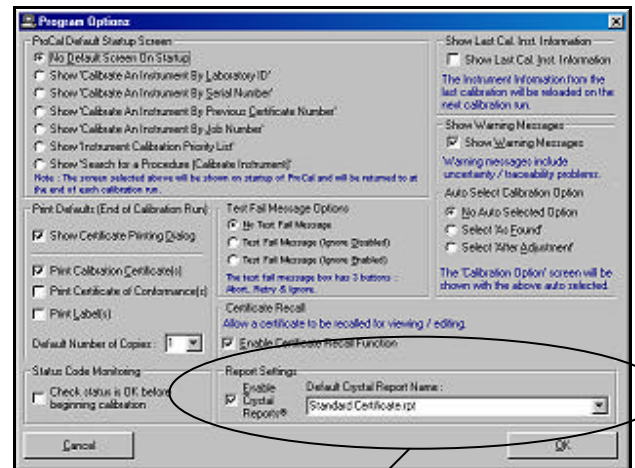 Program Options
ProCal Default Startup Screen
No Default Screen On Startup
Show 'Calibrate An Instrument By Laboratory ID'
Show 'Calibrate An Instrument By Serial Number'
Show 'Calibrate An Instrument By Previous Certificate Number'
Show 'Calibrate An Instrument By Job Number'
Show 'Instrument Calibration Priority List'
Show 'Search for a Procedure (Calibrate Instrument)'
Note : The screen selected above will be shown on startup of ProCal and will be returned to at
the end of each calibration run.
Show Last Cal. Inst. Information
Show Last Cal. Inst. Information
The Instrument Information from the
last calibration will be reloaded on the
next calibration run.
Show Warning Messages
Show Warning Messages
Warning messages include
uncertainty / traceability problems.
Auto Select Calibration Option
No Auto Selected Option
Select 'As Found'
Select 'After Adjustment'
The 'Calibration Option' screen will be
shown with the above auto selected.
Print Defaults (End of Calibration Run)
Show Certificate Printing Dialog
Print Calibration Certificate(s)
Print Certificate of Conformance(s)
Print Label(s)
Default Number of Copies : 1
Test Fail Message Options
No Test Fail Message
Test Fail Message (Ignore Disabled)
Test Fail Message (Ignore Enabled)
The test fail message box has 3 buttons :
Abort, Retry & Ignore.
Certificate Recall
Allow a certificate to be recalled for viewing / editing.
Enable Certificate Recall Function
Status Code Monitoring
Check status is OK before
beginning calibration
Report Settings
Enable
Crystal
Reports®
Default Crystal Report Name :
Standard Certificate.rpt
Cancel
OK